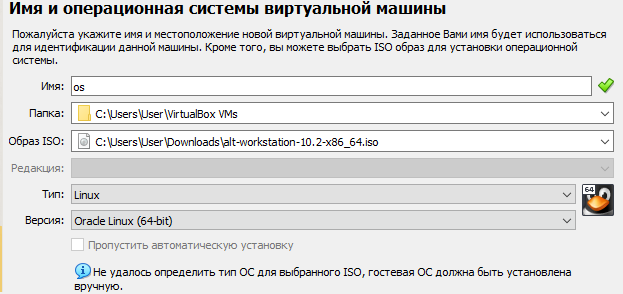 Имя и операционная системы виртуальной машины
Пожалуйста укажите имя и местоположение новой виртуальной машины. Заданное Вами имя будет использоваться
для идентификации данной машины. Кроме того, вы можете выбрать ISO образ для установки операционной
системы.
Имя: os
Папка: C:\Users\User\VirtualBox VMs
Образ ISO: C:\Users\User\Downloads\alt-workstation-10.2-x86_64.iso
Редакция:
Тип: Linux
64
Версия: Oracle Linux (64-bit)
Пропустить автоматическую установку
Не удалось определить тип ОС для выбранного ISO, гостевая ОС должна быть установлена
вручную.